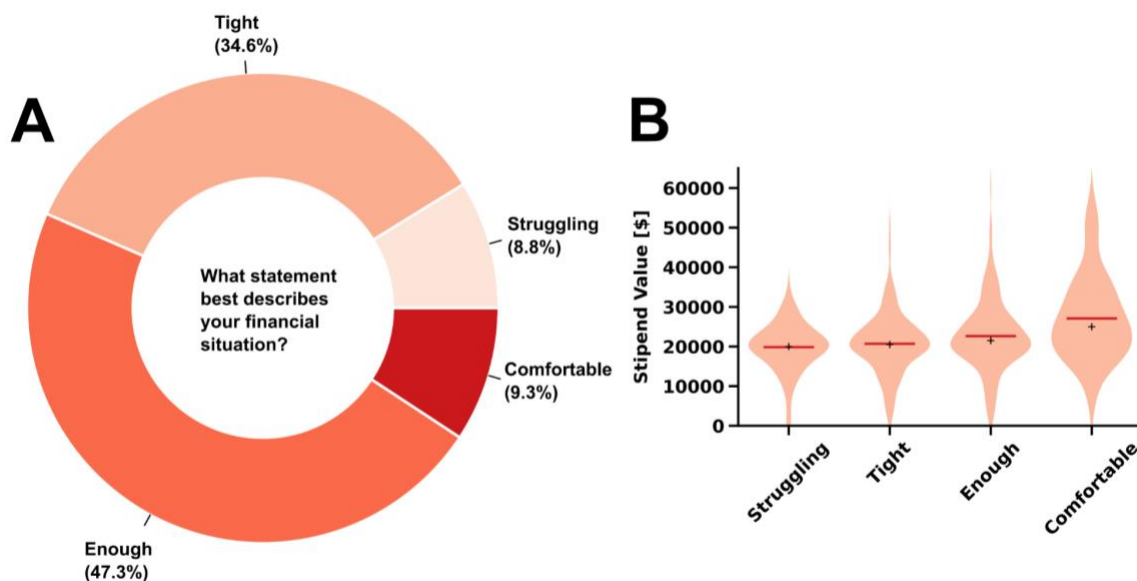 A
Tight
(34.6%)
Struggling
(8.8%)
What statement
best describes
your financial
situation?
Comfortable
(9.3%)
Enough
(47.3%)
B
Stipend Value [$]
60000
50000
40000
30000
20000
10000
0
Struggling
Tight
Enough
Comfortable